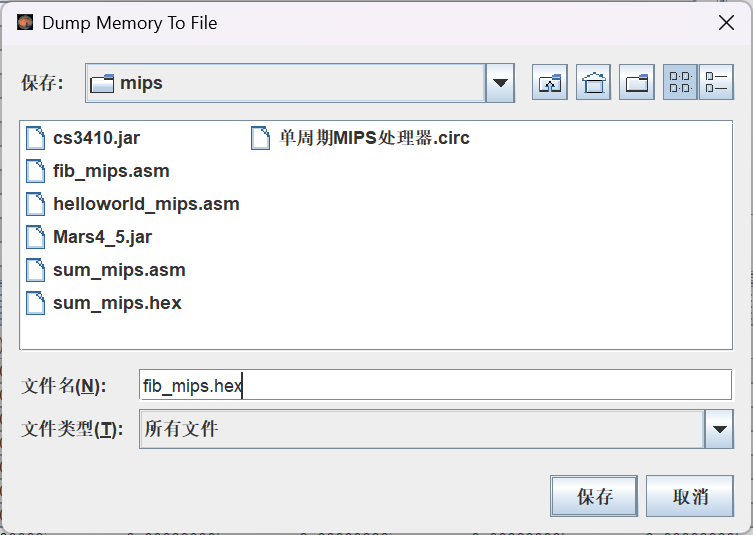 Dump Memory To File
保存: mips
cs3410.jar 单周期MIPS处理器.circ
fib_mips.asm
helloworld_mips.asm
Mars4_5.jar
sum_mips.asm
sum_mips.hex
文件名(N): fib_mips.hex
文件类型(T): 所有文件
保存 取消